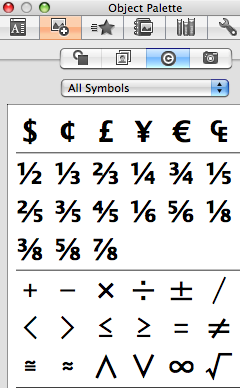 Object Palette
All Symbols
$ ¢ £ ¥ € ₠
½ ⅓ ⅔ ¼ ¾ ⅕
⅖ ⅗ ⅘ ⅙ ⅚ ⅛
⅜ ⅝ ⅞
+ − × ÷ ± /
< > ≤ ≥ = ≠
≅ ≈ ⋀ ⋁ ∞ √